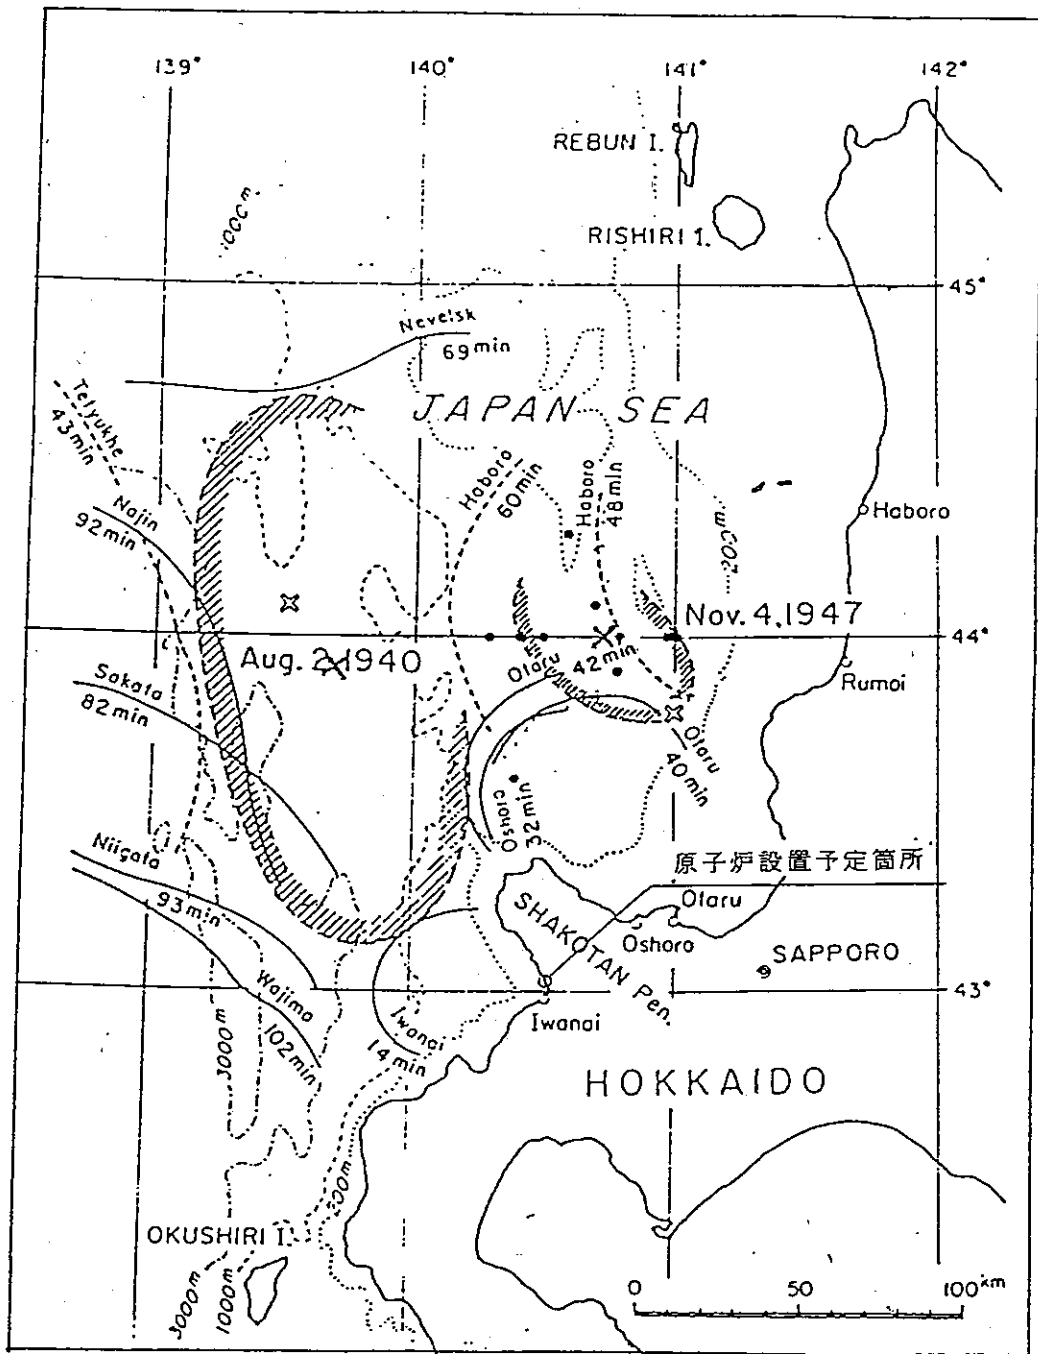 139°
140°
141°
142°
REBUN I.
RISHIRI I.
1000m
45°
Nevelsk
69min
JAPAN SEA
Tetyukhe
43min
Haboro
60min
Haboro
48min
Najin
92min
200m
Haboro
Nov. 4, 1947
44°
Aug. 2, 1940
Otaru
42min
Rumoi
Sakata
82min
Otaru
40min
Oshoro
32min
Niigata
93min
原子炉設置予定箇所
Otaru
SHAKOTAN Pen.
Oshoro
SAPPORO
Wajima
102min
3000m
Iwanai
14min
Iwanai
43°
HOKKAIDO
200m
OKUSHIRI I.
3000m
1000m
0
50
100km